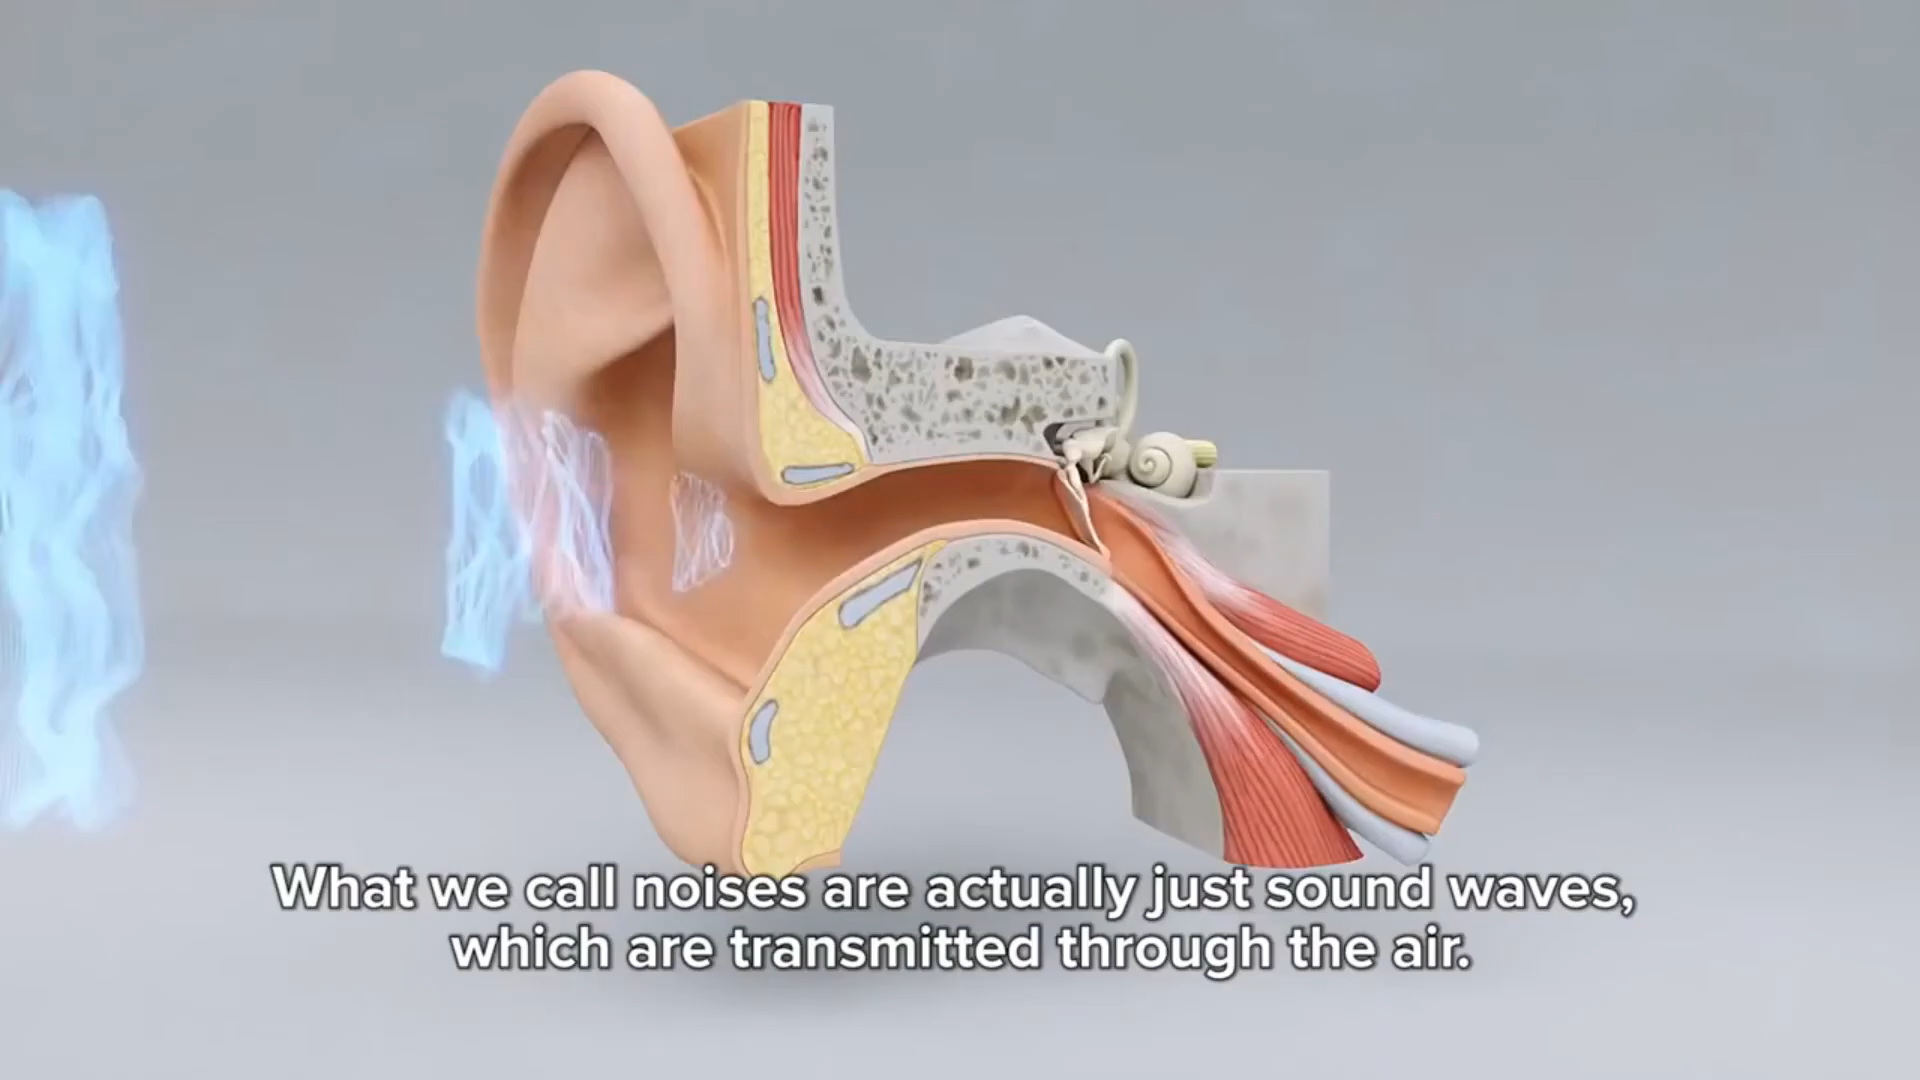 What we call noises are actually just sound waves,
which are transmitted through the air.